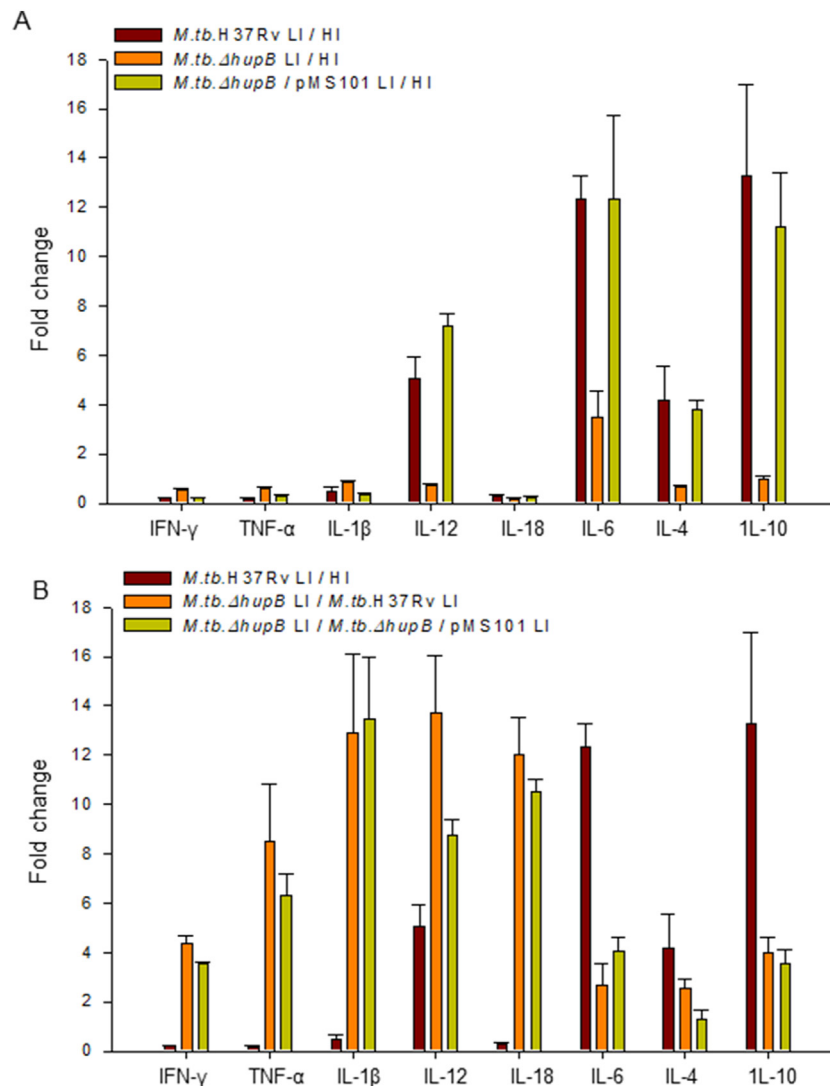 A
M.tb.H37Rv LI / HI
M.tb.ΔhupB LI / HI
M.tb.ΔhupB / pMS101 LI / HI
18
16
14
12
10
8
6
4
2
0
Fold change
IFN-γ TNF-α IL-1β IL-12 IL-18 IL-6 IL-4 1L-10
B
M.tb.H37Rv LI / HI
M.tb.ΔhupB LI / M.tb.H37Rv LI
M.tb.ΔhupB LI / M.tb.ΔhupB / pMS101 LI
18
16
14
12
10
8
6
4
2
0
Fold change
IFN-γ TNF-α IL-1β IL-12 IL-18 IL-6 IL-4 1L-10